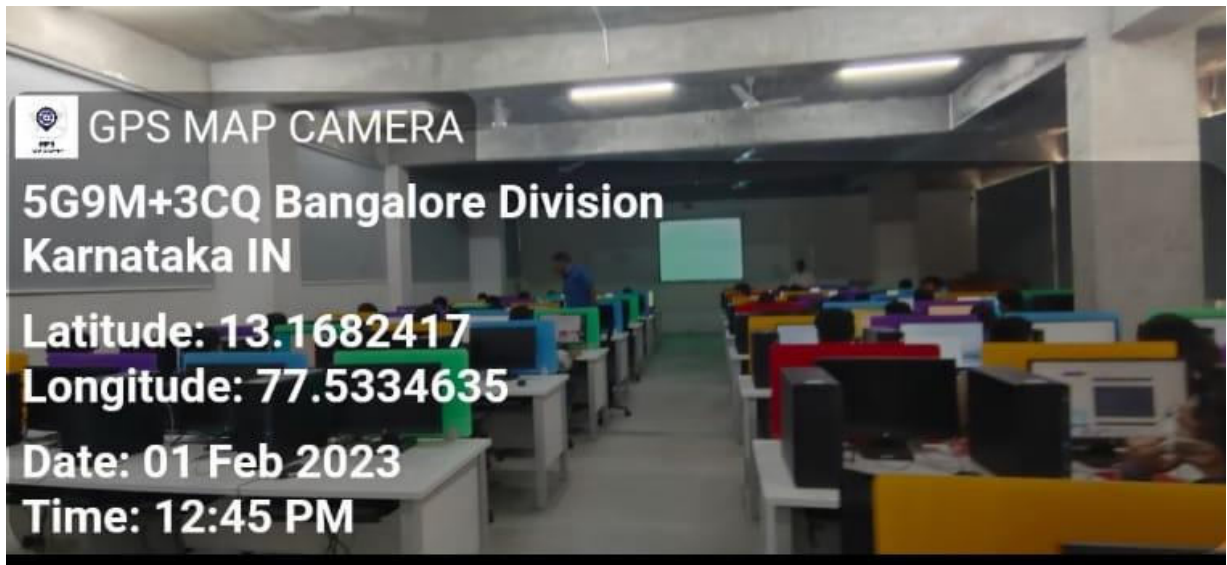 GPS MAP CAMERA
5G9M+3CQ Bangalore Division
Karnataka IN
Latitude: 13.1682417
Longitude: 77.5334635
Date: 01 Feb 2023
Time: 12:45 PM